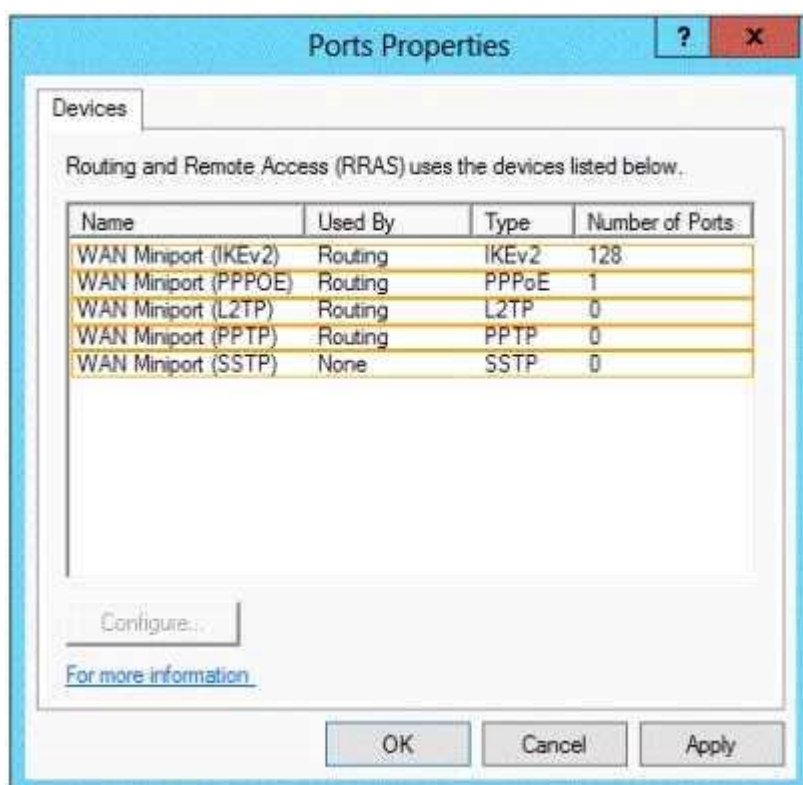 Ports Properties
? x
Devices
Routing and Remote Access (RRAS) uses the devices listed below.
Name Used By Type Number of Ports
WAN Miniport (IKEv2) Routing IKEv2 128
WAN Miniport (PPPOE) Routing PPPoE 1
WAN Miniport (L2TP) Routing L2TP 0
WAN Miniport (PPTP) Routing PPTP 0
WAN Miniport (SSTP) None SSTP 0
Configure...
For more information
OK Cancel Apply